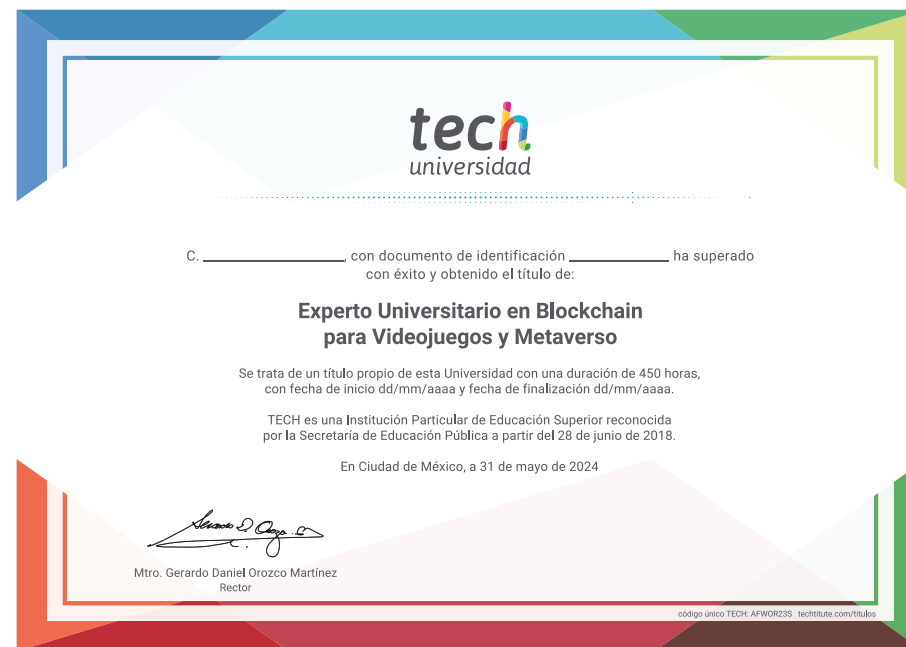 tech
universidad
C. ____________, con documento de identificación ____________ ha superado
con éxito y obtenido el título de:
Experto Universitario en Blockchain
para Videojuegos y Metaverso
Se trata de un título propio de esta Universidad con una duración de 450 horas,
con fecha de inicio dd/mm/aaaa y fecha de finalización dd/mm/aaaa.
TECH es una Institución Particular de Educación Superior reconocida
por la Secretaría de Educación Pública a partir del 28 de junio de 2018.
En Ciudad de México, a 31 de mayo de 2024
Mtro. Gerardo Daniel Orozco Martínez
Rector
código único TECH: AFWOR23S techtitute.com/titulos